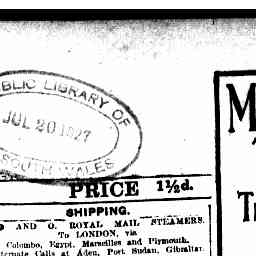 BLIC LIBRARY OF
JUL 20 1927
SOUTH WALES
M
PRICE 1½d.
SHIPPING.
AND O. ROYAL MAIL STEAMERS.
To LONDON, via
Colombo, Egypt, Marseilles and Plymouth.
ternate Calls at Aden, Port Sudan, Gibraltar.